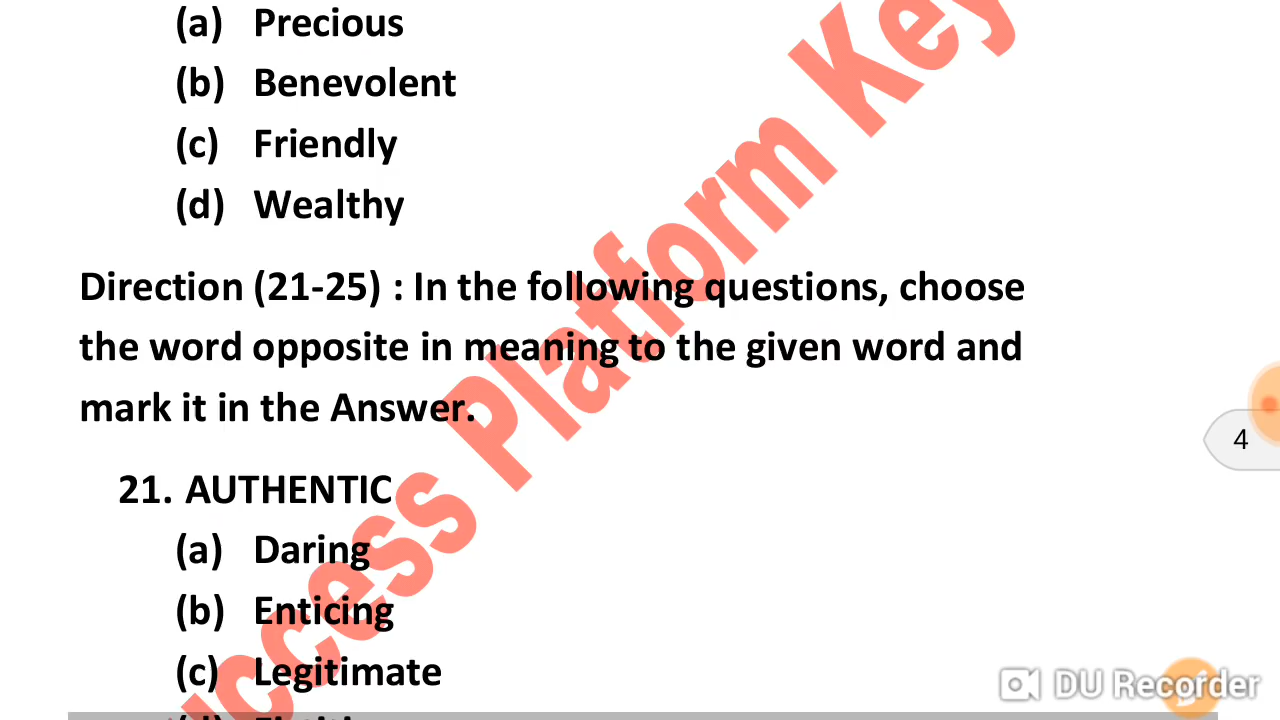 (a) Precious
(b) Benevolent
(c) Friendly
(d) Wealthy
Direction (21-25) : In the following questions, choose
the word opposite in meaning to the given word and
mark it in the Answer.
21. AUTHENTIC
(a) Daring
(b) Enticing
(c) Legitimate
uccess Platform Key
4
DU Recorder